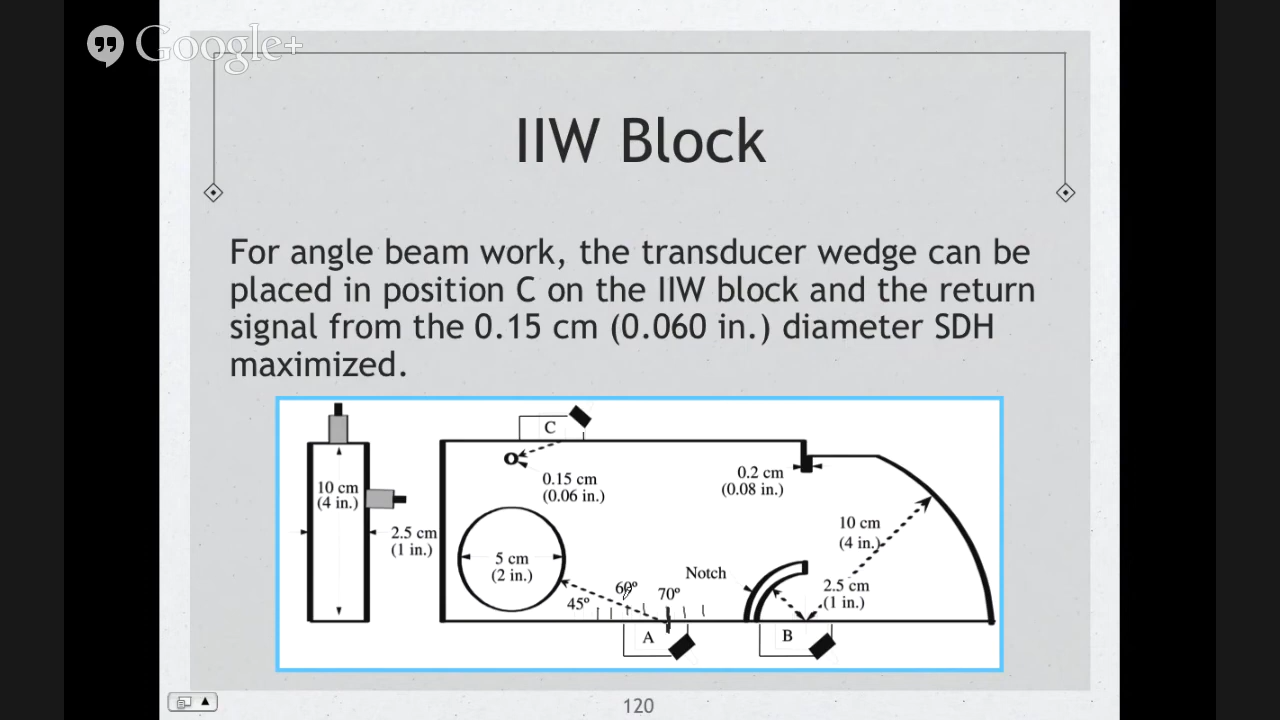 Google+
IIW Block
For angle beam work, the transducer wedge can be
placed in position C on the IIW block and the return
signal from the 0.15 cm (0.060 in.) diameter SDH
maximized.
C
0.15 cm
(0.06 in.)
0.2 cm
(0.08 in.)
10 cm
(4 in.)
2.5 cm
(1 in.)
5 cm
(2 in.)
45º
60º
70º
Notch
10 cm
(4 in.)
2.5 cm
(1 in.)
A
B
120